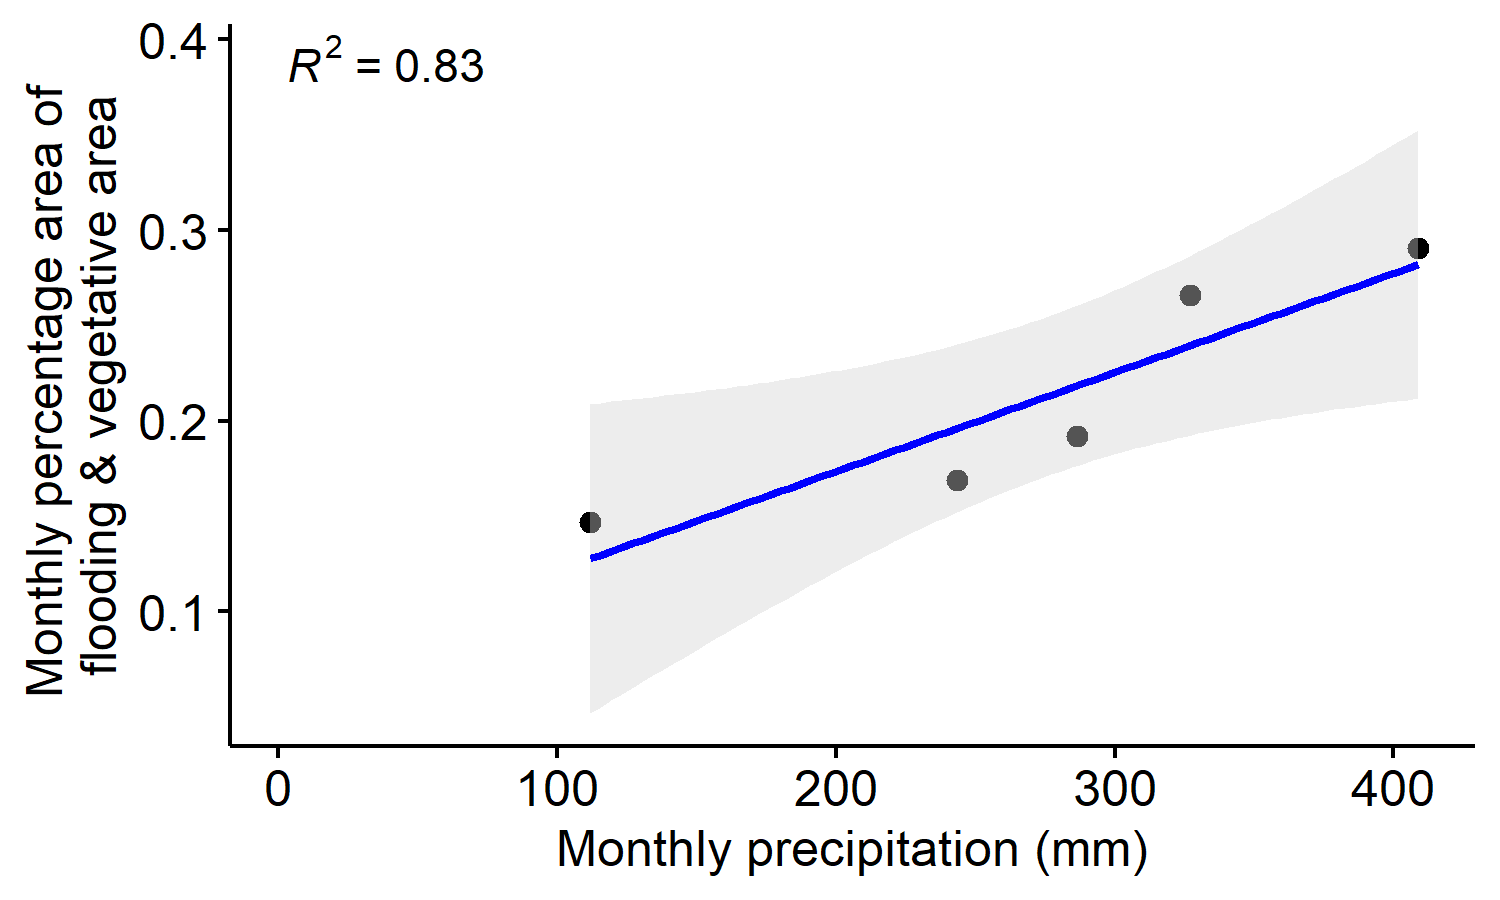 R² = 0.83
Monthly percentage area of
flooding & vegetative area
0.4
0.3
0.2
0.1
0 100 200 300 400
Monthly precipitation (mm)